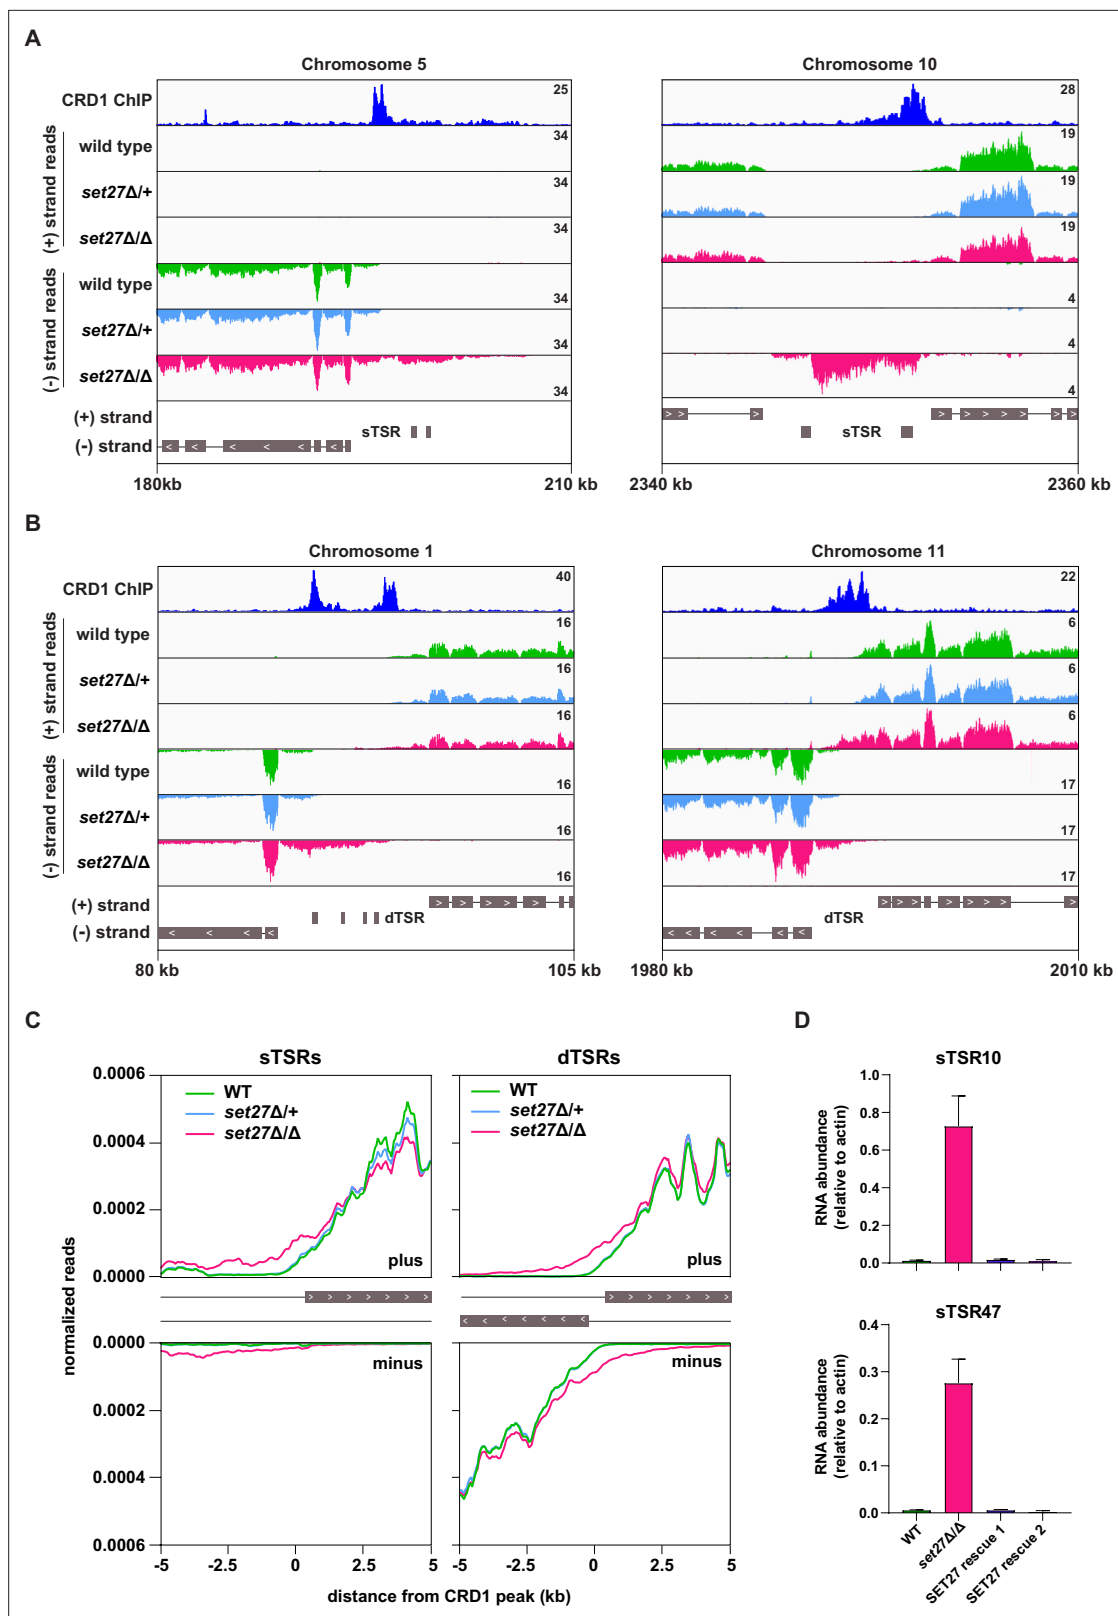 A
Chromosome 5
Chromosome 10
CRD1 ChIP
25
28
(+) strand reads
wild type
34
19
set27Δ/+
34
19
set27Δ/Δ
34
19
(-) strand reads
wild type
34
4
set27Δ/+
34
4
set27Δ/Δ
34
4
(+) strand
(-) strand
sTSR
sTSR
180kb
210 kb
2340 kb
2360 kb
B
Chromosome 1
Chromosome 11
CRD1 ChIP
40
22
(+) strand reads
wild type
16
6
set27Δ/+
16
6
set27Δ/Δ
16
6
(-) strand reads
wild type
16
17
set27Δ/+
16
17
set27Δ/Δ
16
17
(+) strand
(-) strand
dTSR
dTSR
80 kb
105 kb
1980 kb
2010 kb
C
sTSRs
dTSRs
normalized reads
0.0006
0.0004
0.0002
0.0000
WT
set27Δ/+
set27Δ/Δ
plus
WT
set27Δ/+
set27Δ/Δ
plus
0.0000
0.0002
0.0004
0.0006
minus
minus
-5
-2.5
0
2.5
5
-5
-2.5
0
2.5
5
distance from CRD1 peak (kb)
D
sTSR10
RNA abundance
(relative to actin)
1.0
0.8
0.6
0.4
0.2
0.0
sTSR47
RNA abundance
(relative to actin)
0.4
0.3
0.2
0.1
0.0
WT
set27Δ/Δ
SET27 rescue 1
SET27 rescue 2